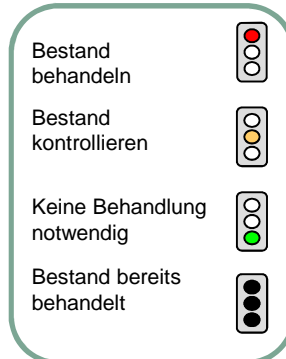 Bestand
behandeln
Bestand
kontrollieren
Keine Behandlung
notwendig
Bestand bereits
behandelt